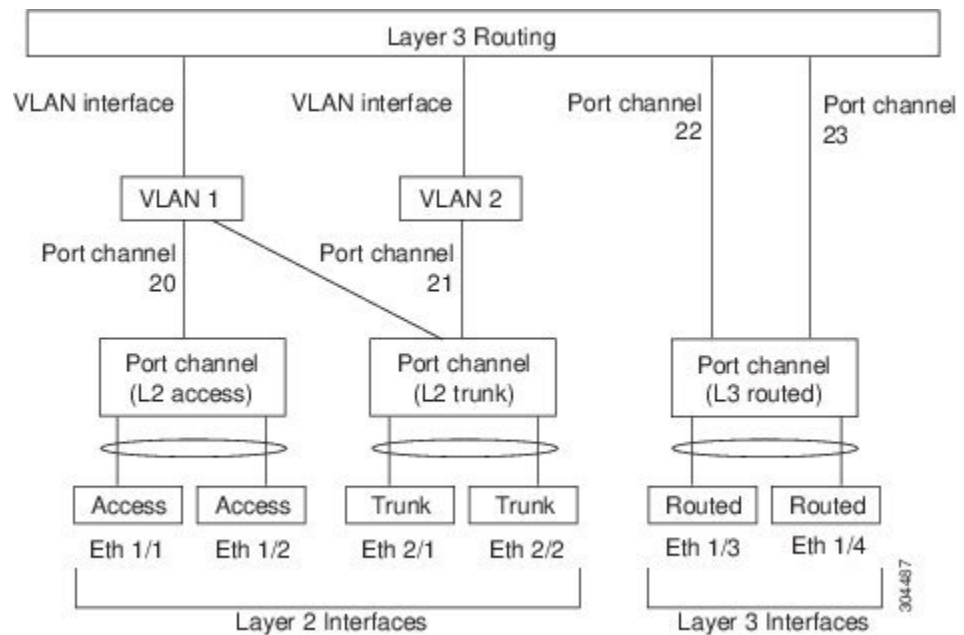 Layer 3 Routing
VLAN interface
VLAN interface
Port channel
22
Port channel
23
VLAN 1
VLAN 2
Port channel
20
Port channel
21
Port channel
(L2 access)
Port channel
(L2 trunk)
Port channel
(L3 routed)
Access
Access
Trunk
Trunk
Routed
Routed
Eth 1/1
Eth 1/2
Eth 2/1
Eth 2/2
Eth 1/3
Eth 1/4
Layer 2 Interfaces
Layer 3 Interfaces
304487